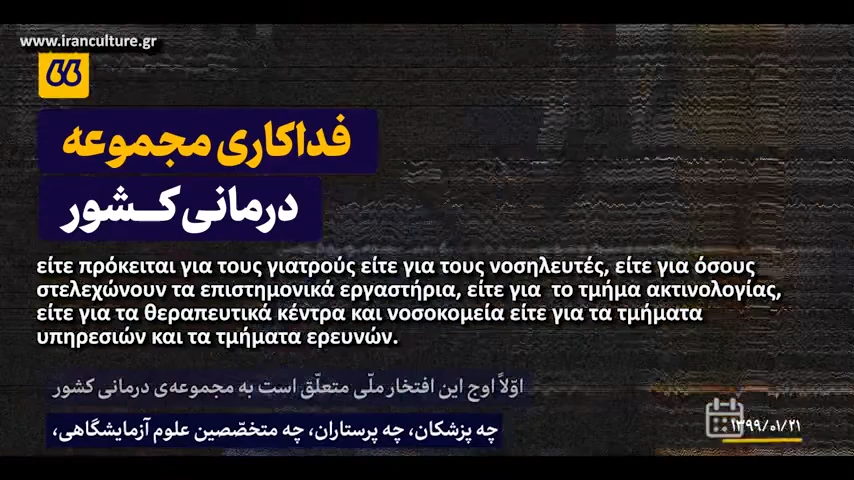 www.iranculture.gr
فداکاری مجموعه
درمانی کـشور
είτε πρόκειται για τους γιατρούς είτε για τους νοσηλευτές, είτε για όσους
στελεχώνουν τα επιστημονικά εργαστήρια, είτε για το τμήμα ακτινολογίας,
είτε για τα θεραπευτικά κέντρα και νοσοκομεία είτε για τα τμήματα
υπηρεσιών και τα τμήματα ερευνών.
اوّلاً اوج این افتخار ملّی متعلّق است به مجموعه‌ی درمانی کشور
چه پزشکان، چه پرستاران، چه متخصّصین علوم آزمایشگاهی،
۱۳۹۹/۰۱/۲۱